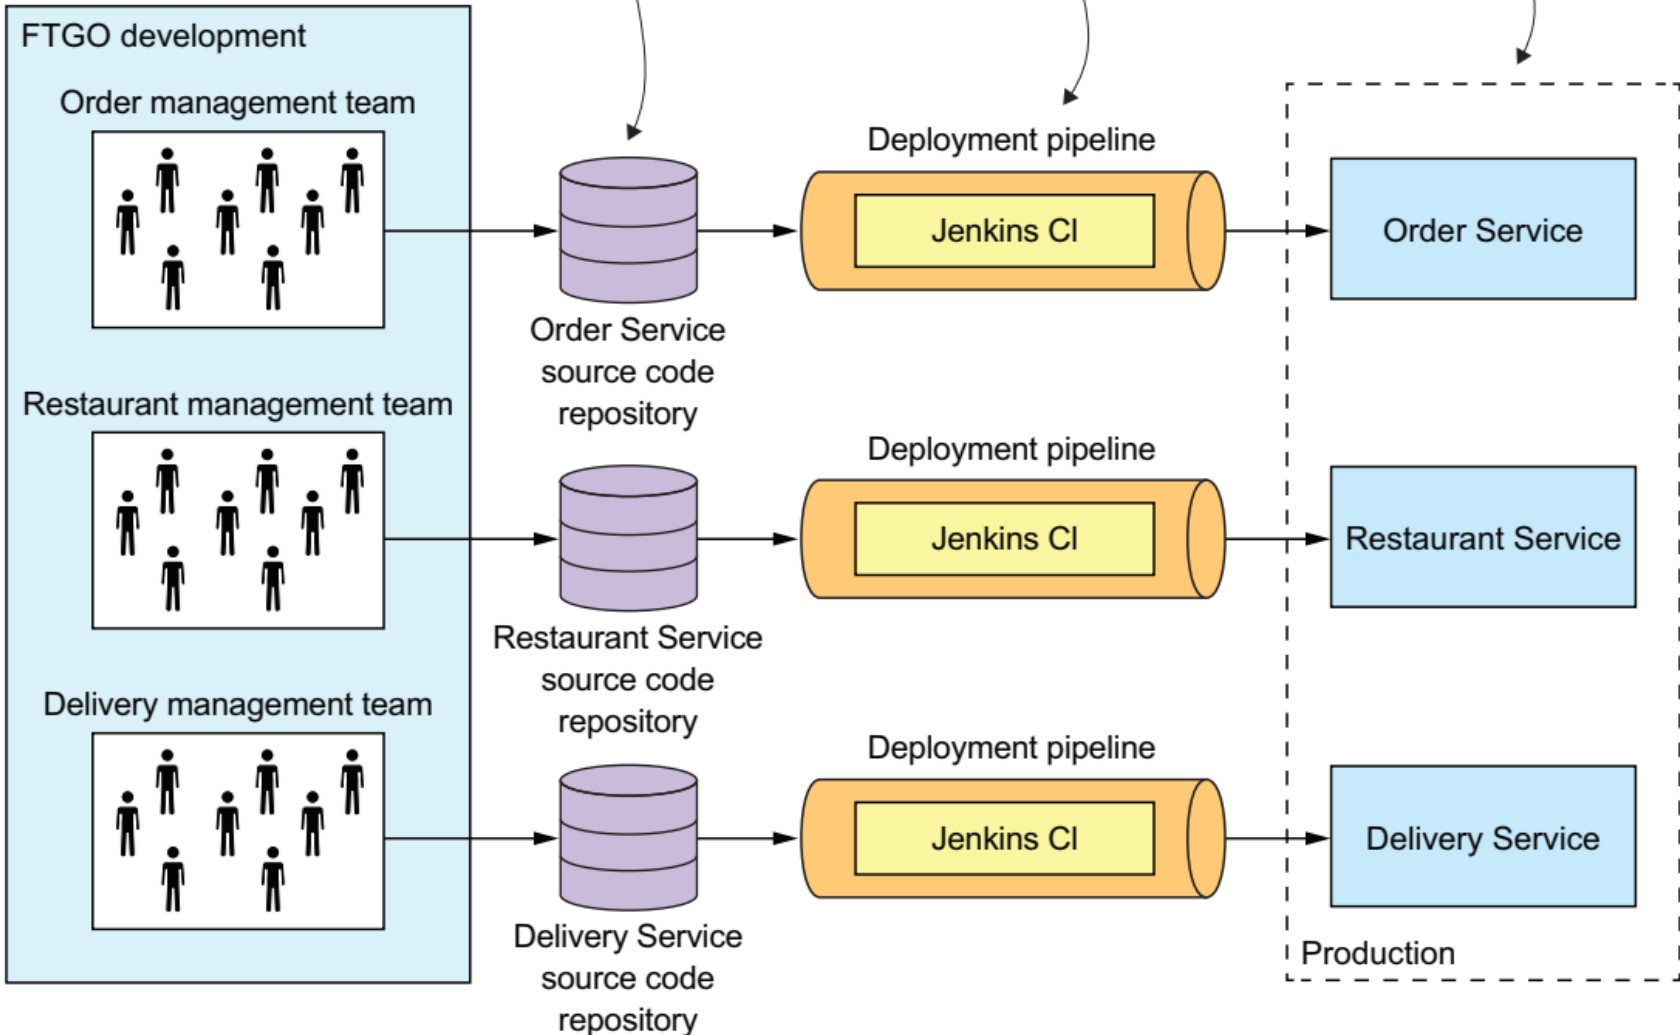 FTGO development
Order management team
Deployment pipeline
Jenkins CI
Order Service
Order Service
source code
repository
Restaurant management team
Deployment pipeline
Jenkins CI
Restaurant Service
Restaurant Service
source code
repository
Delivery management team
Deployment pipeline
Jenkins CI
Delivery Service
Delivery Service
source code
repository
Production